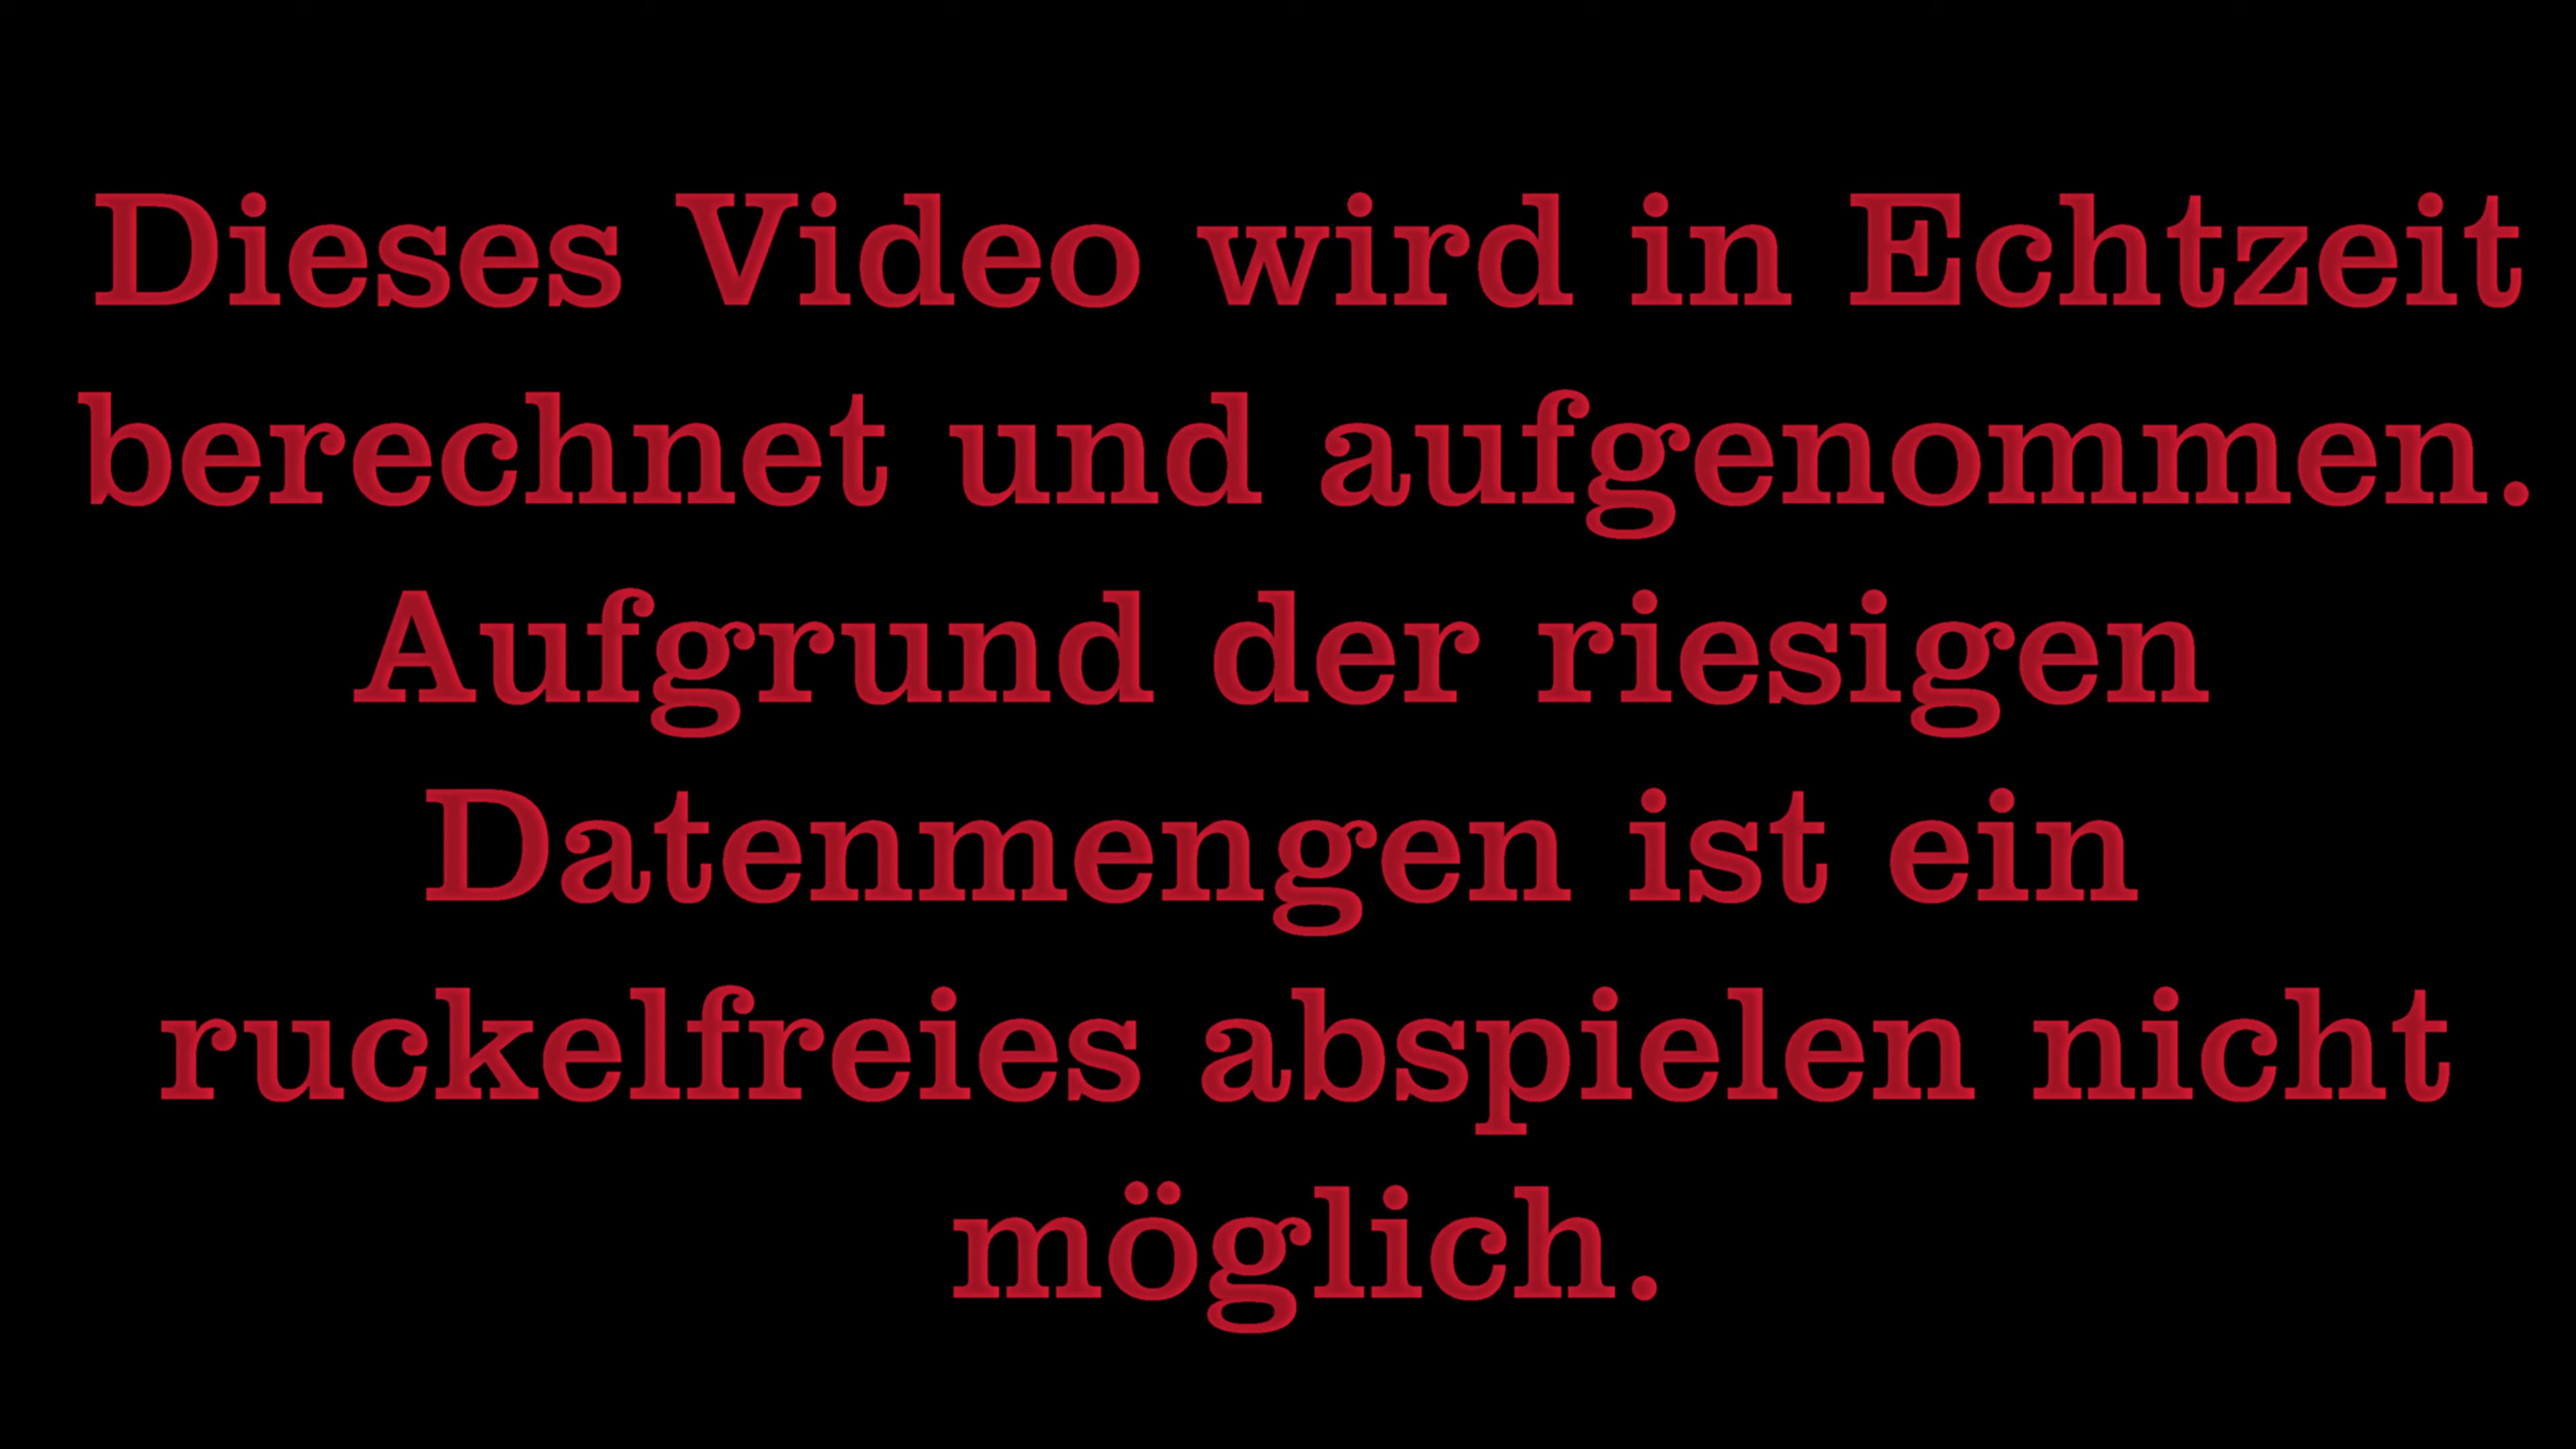 Dieses Video wird in Echtzeit
berechnet und aufgenommen.
Aufgrund der riesigen
Datenmengen ist ein
ruckelfreies abspielen nicht
möglich.